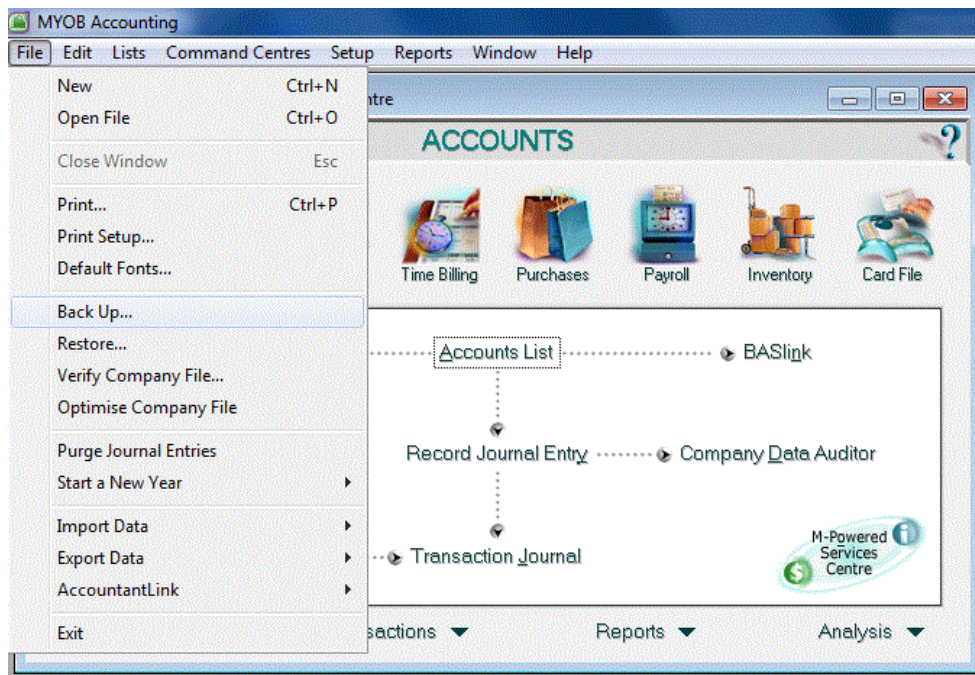 MYOB Accounting
File Edit Lists Command Centres Setup Reports Window Help
New Ctrl+N
Open File Ctrl+O
Close Window Esc
Print... Ctrl+P
Print Setup...
Default Fonts...
Back Up...
Restore...
Verify Company File...
Optimise Company File
Purge Journal Entries
Start a New Year
Import Data
Export Data
AccountantLink
Exit
ntre
ACCOUNTS
Time Billing Purchases Payroll Inventory Card File
Accounts List BASlink
Record Journal Entry Company Data Auditor
Transaction Journal
M-Powered
Services
Centre
sactions Reports Analysis